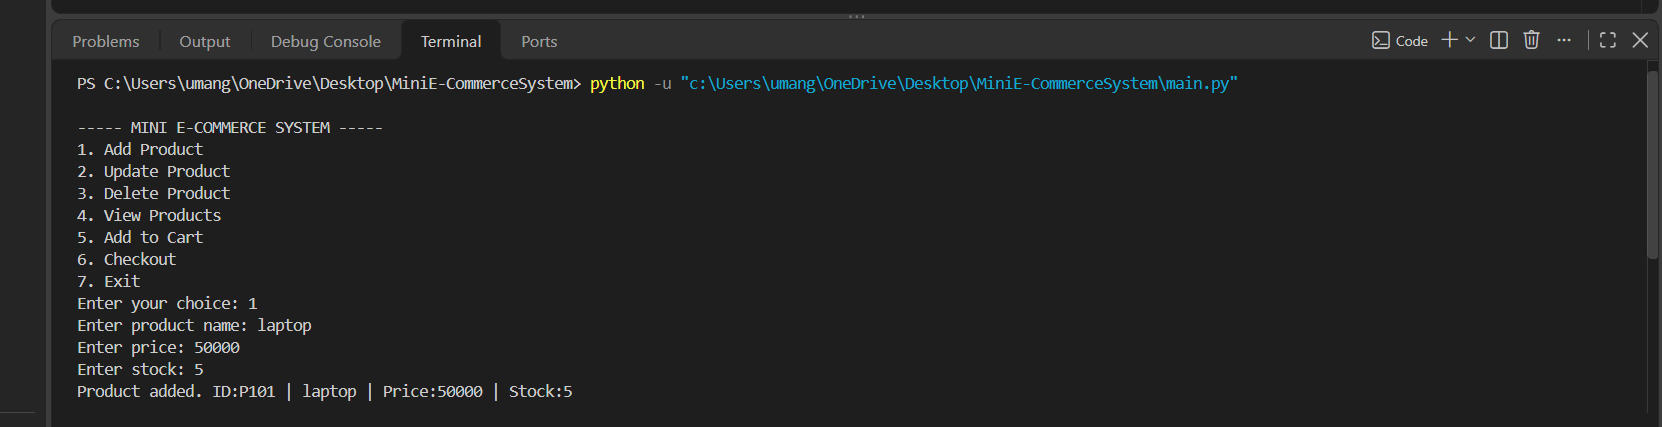 Problems Output Debug Console Terminal Ports Code
PS C:\Users\umang\OneDrive\Desktop\MiniE-CommerceSystem> python -u "c:\Users\umang\OneDrive\Desktop\MiniE-CommerceSystem\main.py"
----- MINI E-COMMERCE SYSTEM -----
1. Add Product
2. Update Product
3. Delete Product
4. View Products
5. Add to Cart
6. Checkout
7. Exit
Enter your choice: 1
Enter product name: laptop
Enter price: 50000
Enter stock: 5
Product added. ID:P101 | laptop | Price:50000 | Stock:5